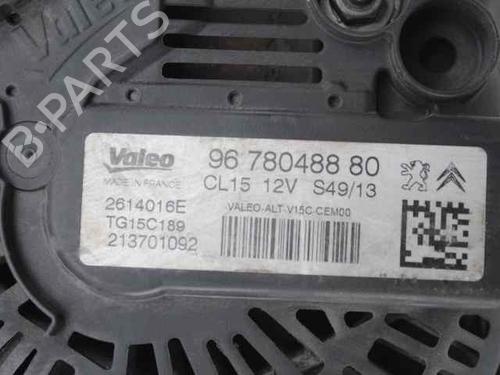 Valeo
B-PARTS
Valeo
MADE IN FRANCE
96 780488 80
CL15 12V S49/13
2614016E
TG15C189
213701092
VALEO-ALT-V15C-CEM00